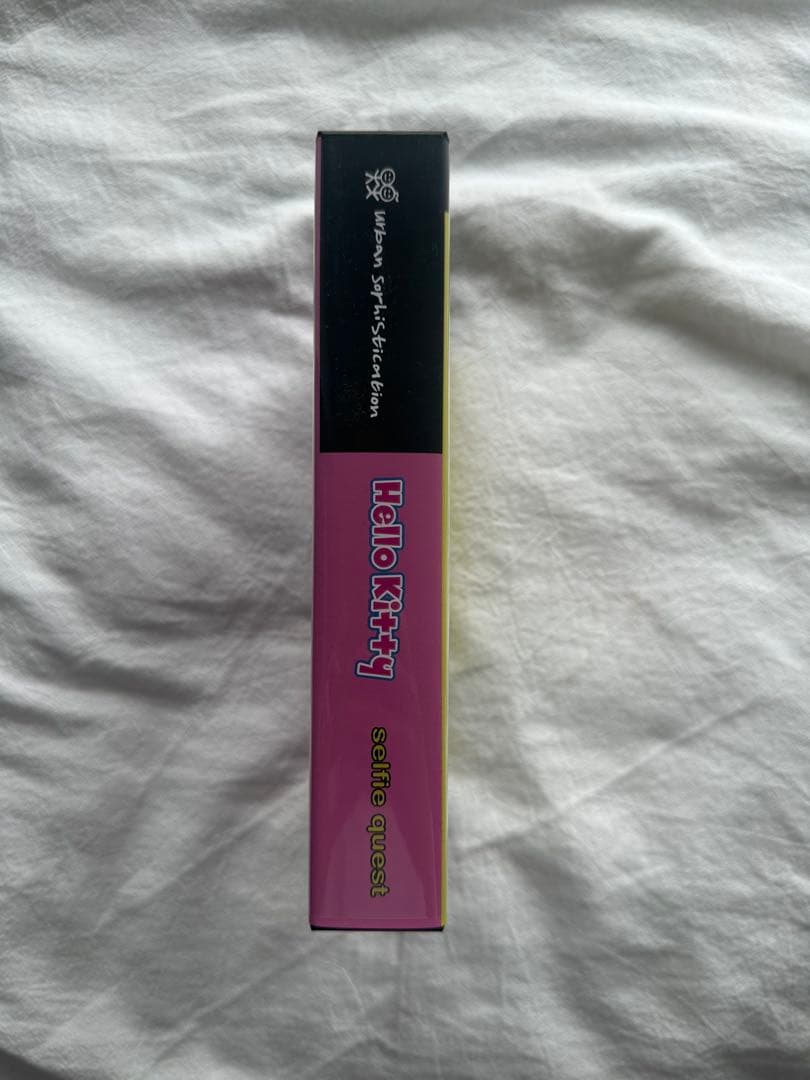 urban sophistication
Hello Kitty
selfie quest